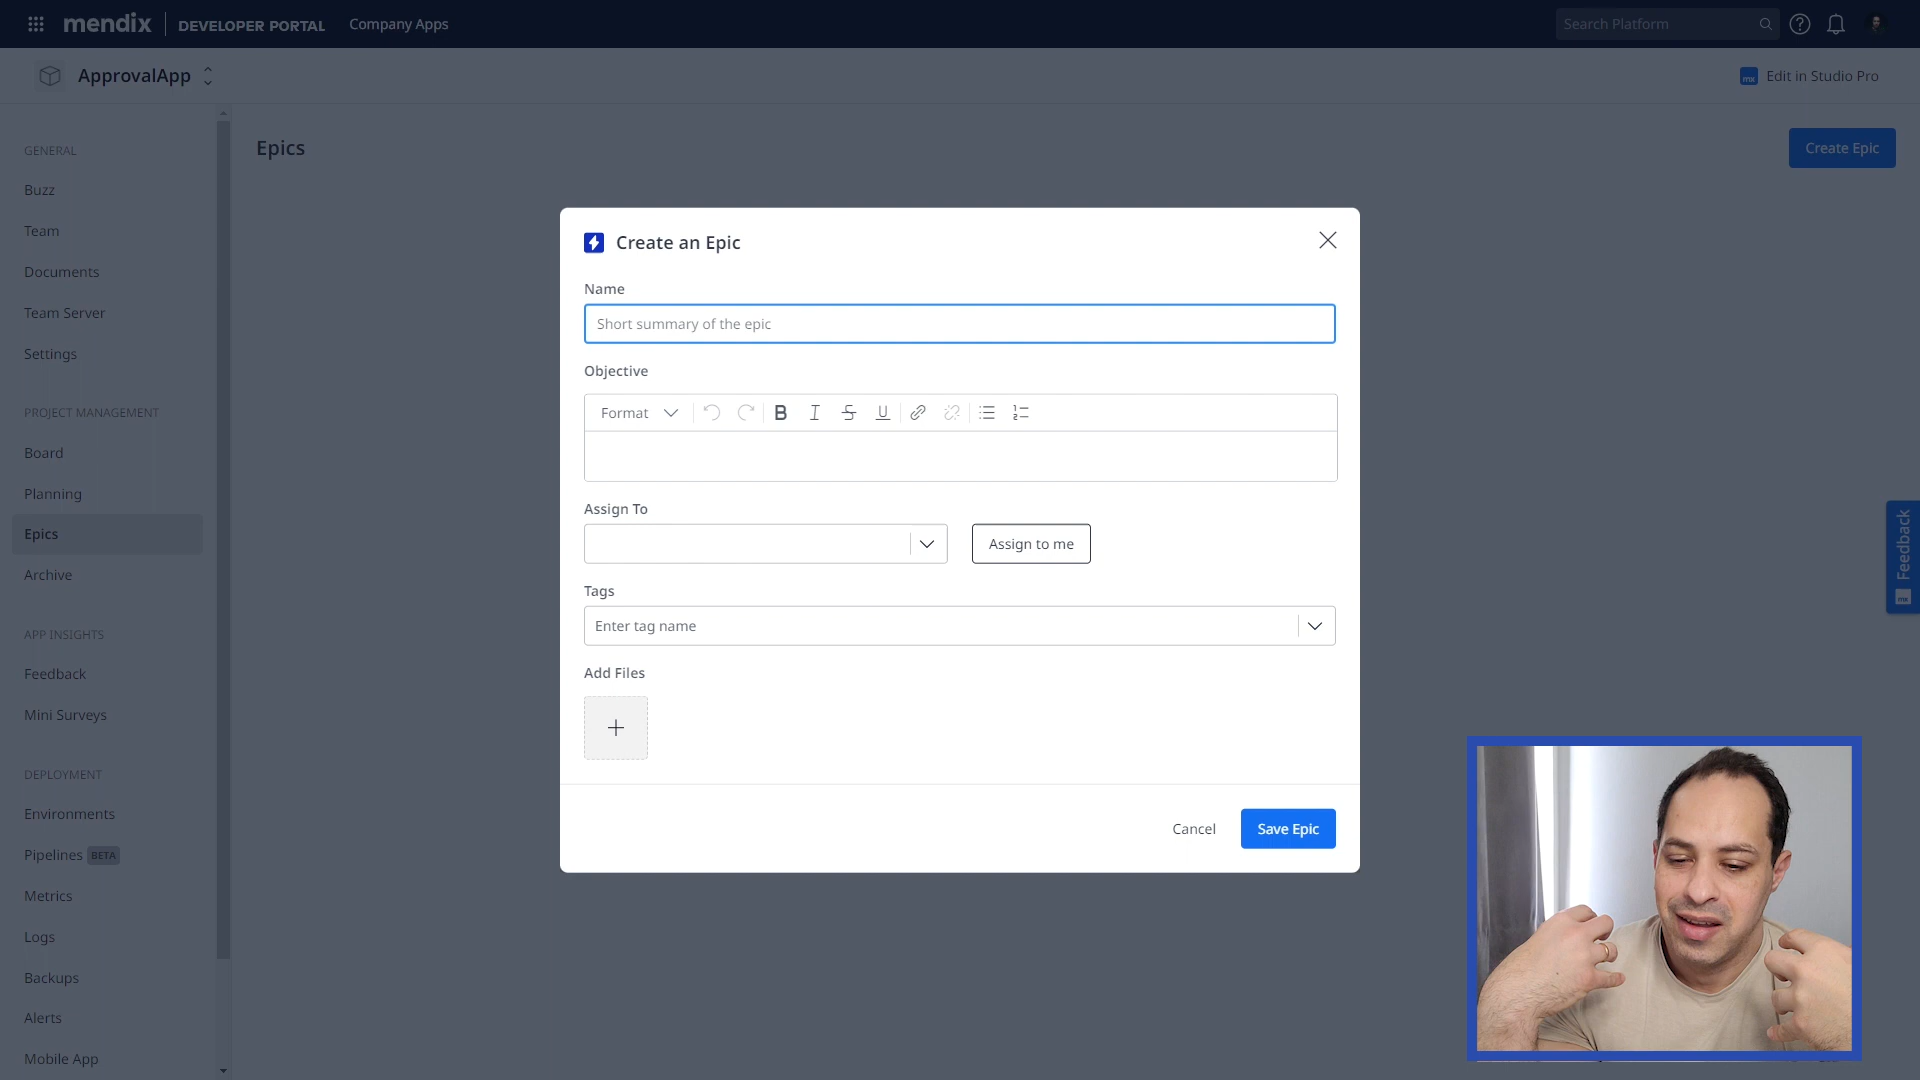 mendix DEVELOPER PORTAL Company Apps Search Platform
ApprovalApp Edit in Studio Pro
GENERAL
Buzz
Team
Documents
Team Server
Settings
PROJECT MANAGEMENT
Board
Planning
Epics
Archive
APP INSIGHTS
Feedback
Mini Surveys
DEPLOYMENT
Environments
Pipelines BETA
Metrics
Logs
Backups
Alerts
Mobile App
Epics Create Epic
Create an Epic
Name
Short summary of the epic
Objective
Format B I S U
Assign To
Assign to me
Tags
Enter tag name
Add Files
Cancel Save Epic
Feedback
mx